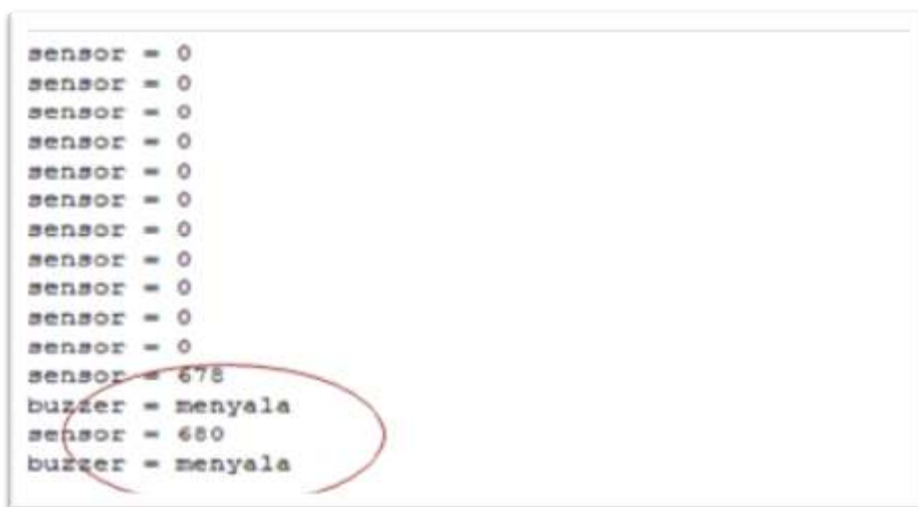 sensor = 0
sensor = 0
sensor = 0
sensor = 0
sensor = 0
sensor = 0
sensor = 0
sensor = 0
sensor = 0
sensor = 0
sensor = 0
sensor = 678
buzzer = menyala
sensor = 680
buzzer = menyala